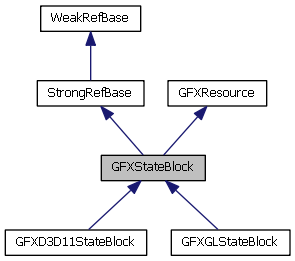 WeakRefBase
StrongRefBase
GFXResource
GFXStateBlock
GFXD3D11StateBlock
GFXGLStateBlock